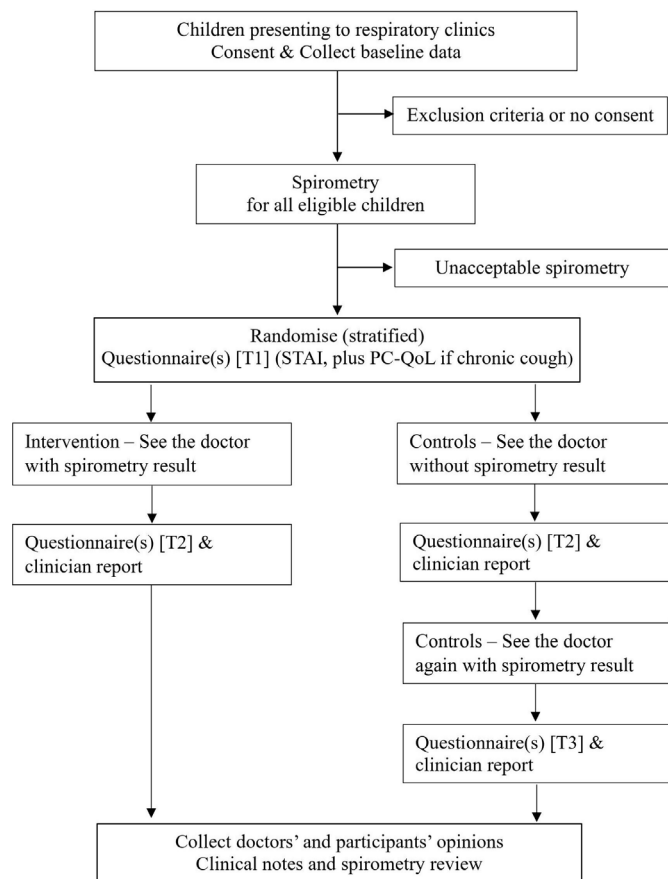 Children presenting to respiratory clinics
Consent & Collect baseline data
Exclusion criteria or no consent
Spirometry
for all eligible children
Unacceptable spirometry
Randomise (stratified)
Questionnaire(s) [T1] (STAI, plus PC-QoL if chronic cough)
Intervention – See the doctor
with spirometry result
Questionnaire(s) [T2] &
clinician report
Controls – See the doctor
without spirometry result
Questionnaire(s) [T2] &
clinician report
Controls – See the doctor
again with spirometry result
Questionnaire(s) [T3] &
clinician report
Collect doctors’ and participants’ opinions
Clinical notes and spirometry review